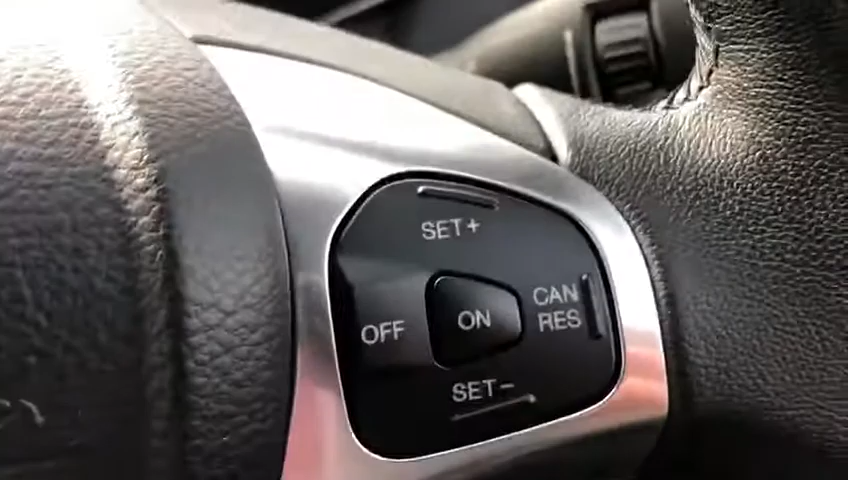 SET+
OFF
ON
CAN
RES
SET-